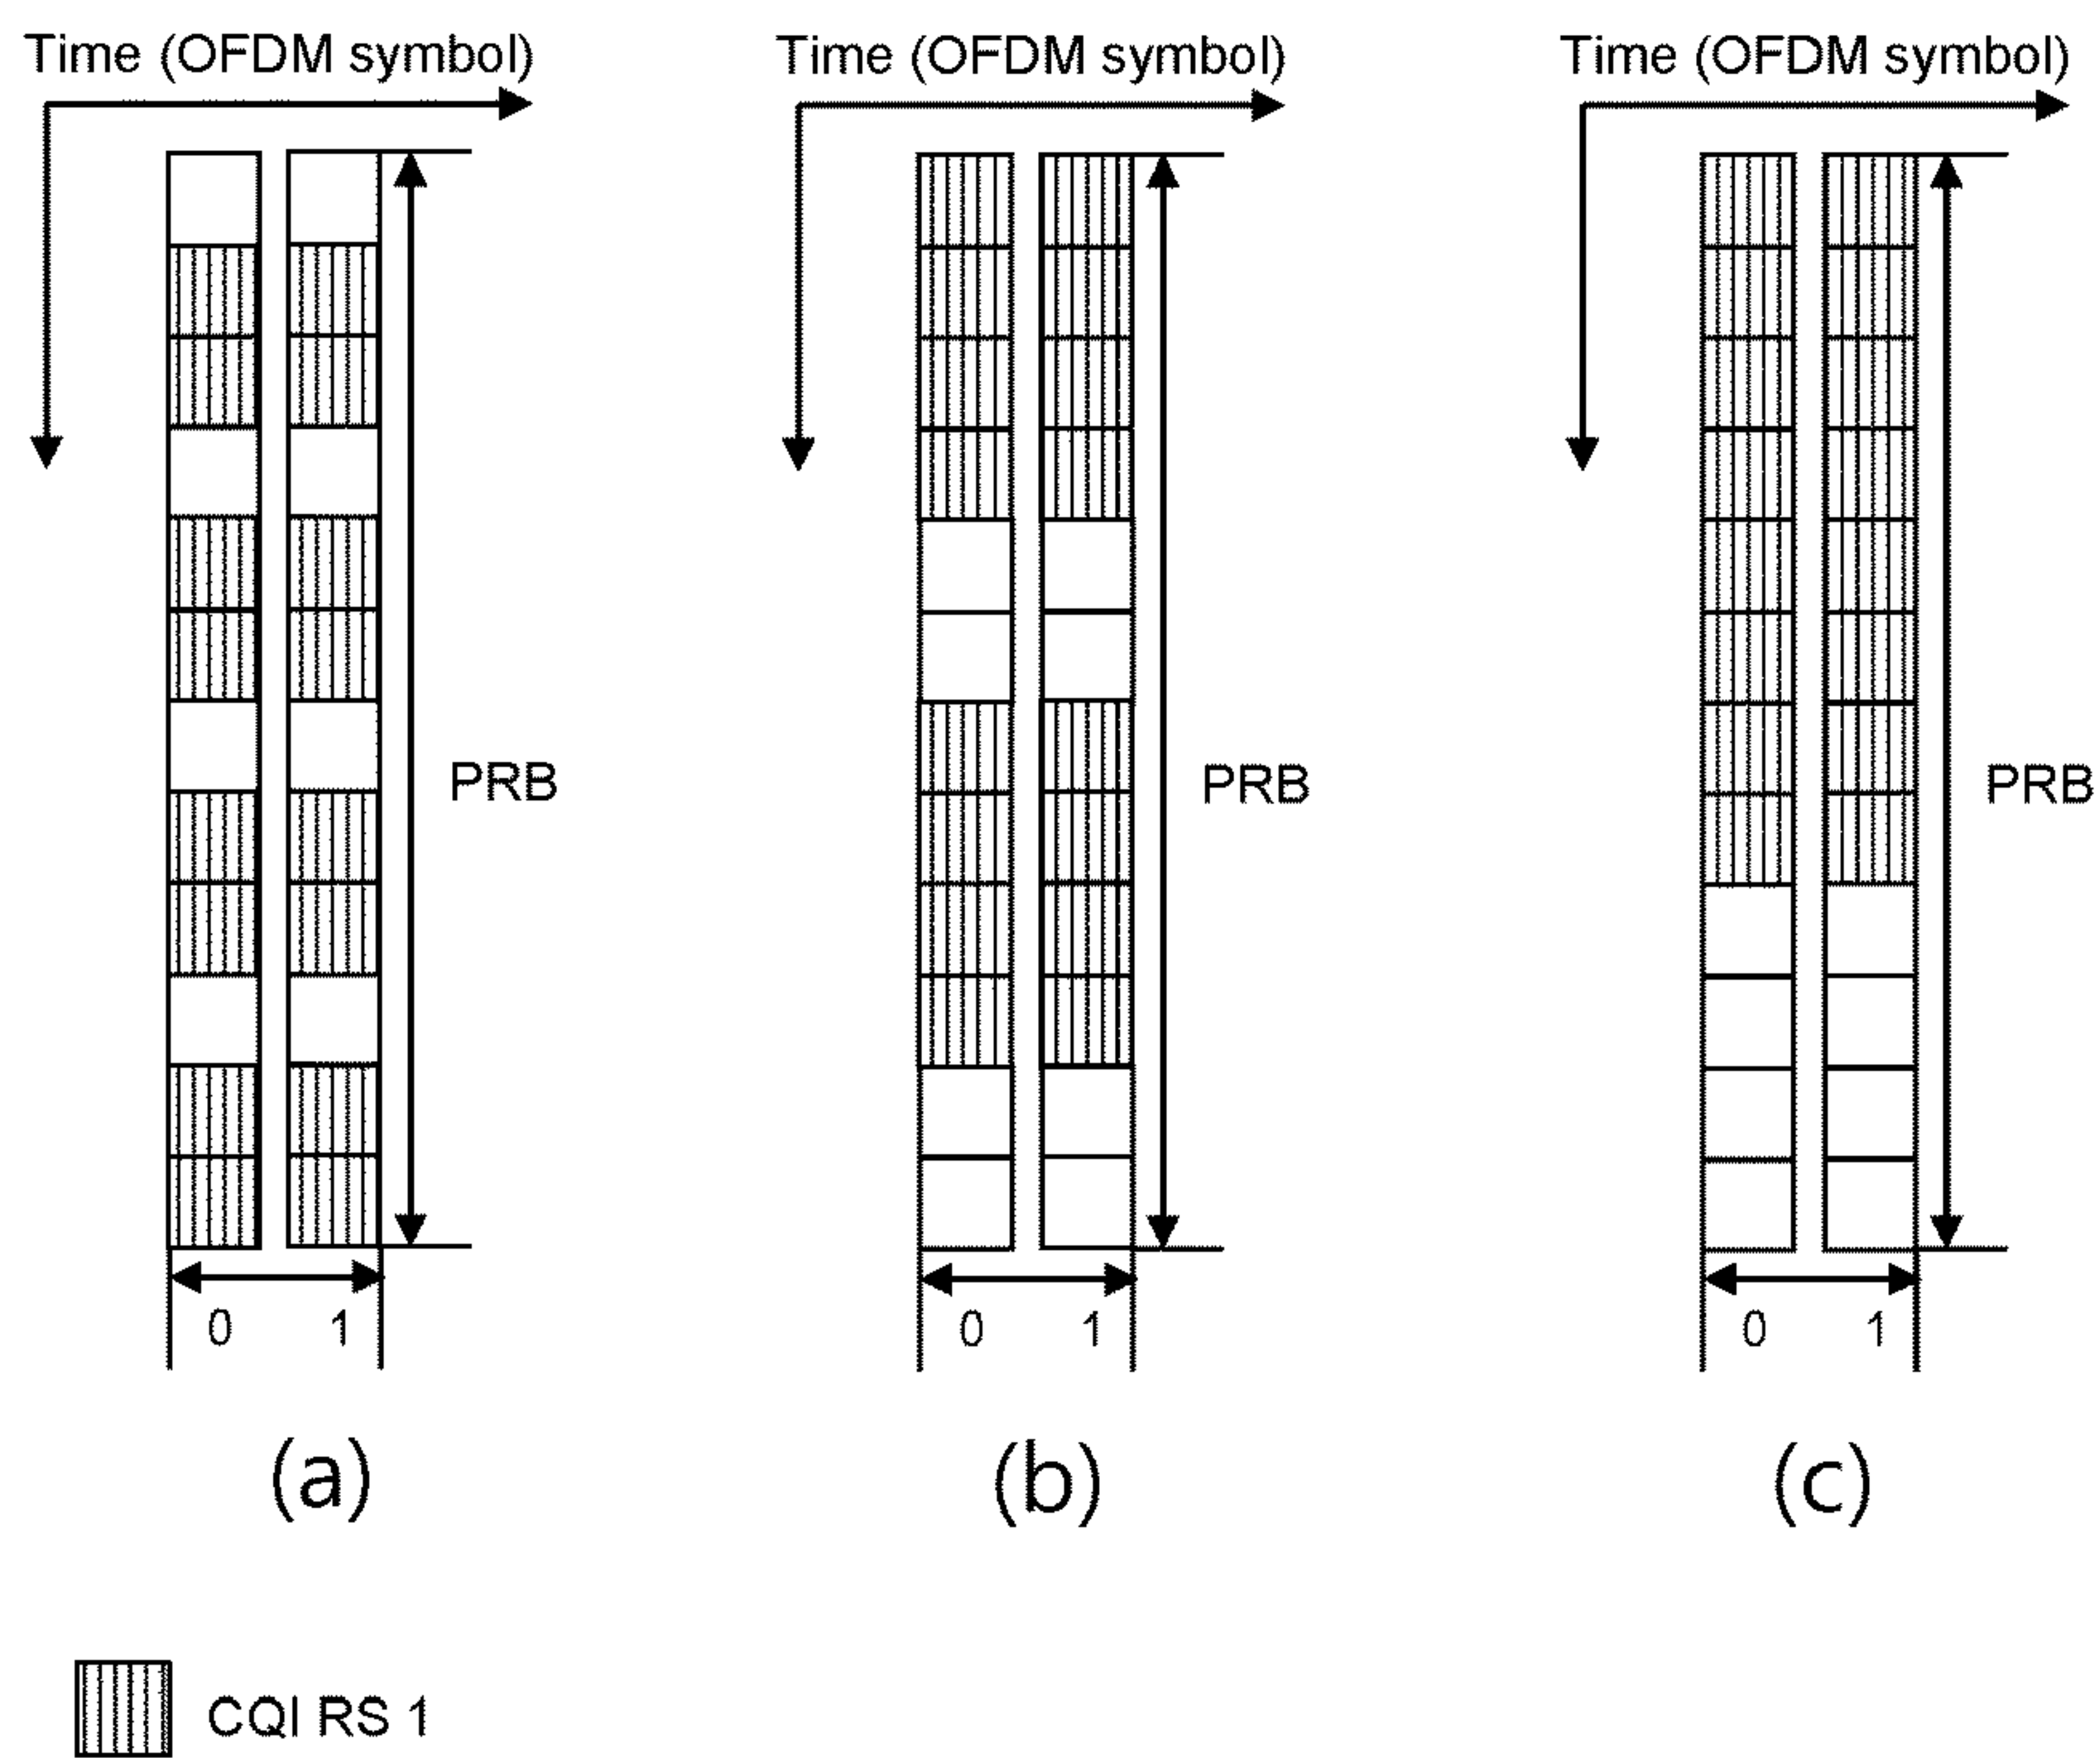 Time (OFDM symbol)
Time (OFDM symbol)
Time (OFDM symbol)
PRB
PRB
PRB
0 1
0 1
0 1
(a)
(b)
(c)
CQI RS 1